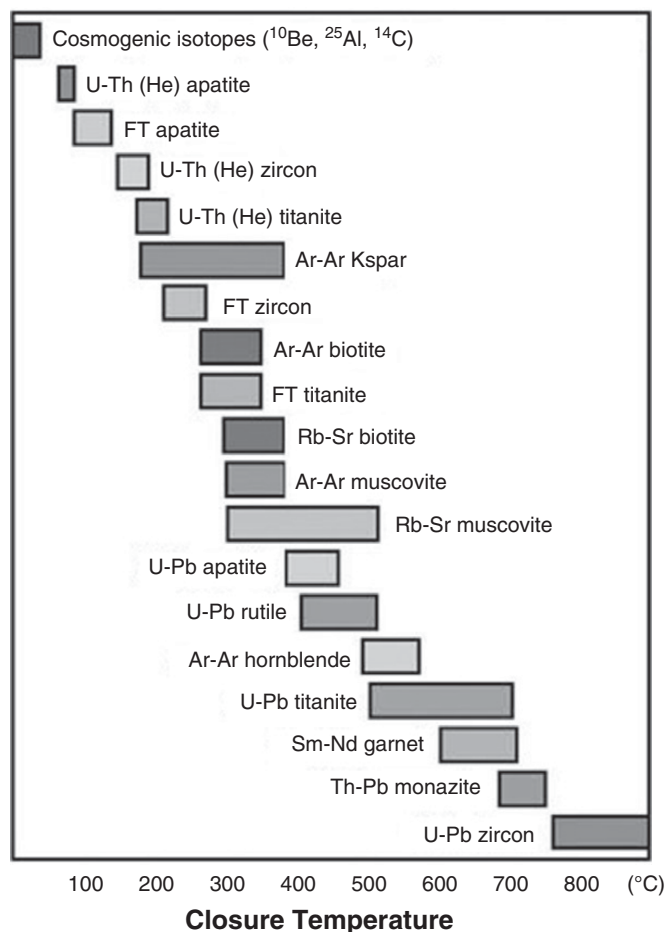 Cosmogenic isotopes (¹⁰Be, ²⁵Al, ¹⁴C)
U-Th (He) apatite
FT apatite
U-Th (He) zircon
U-Th (He) titanite
Ar-Ar Kspar
FT zircon
Ar-Ar biotite
FT titanite
Rb-Sr biotite
Ar-Ar muscovite
Rb-Sr muscovite
U-Pb apatite
U-Pb rutile
Ar-Ar hornblende
U-Pb titanite
Sm-Nd garnet
Th-Pb monazite
U-Pb zircon
100 200 300 400 500 600 700 800 (°C)
Closure Temperature